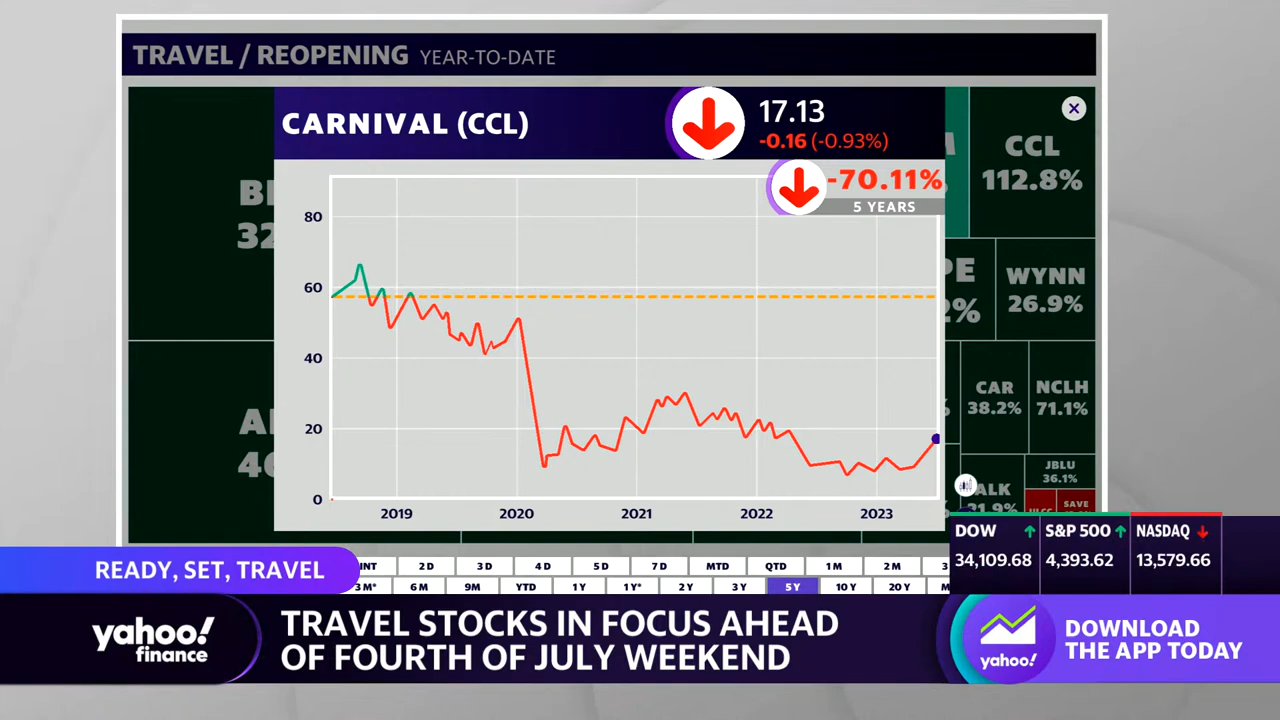 TRAVEL / REOPENING YEAR-TO-DATE
CARNIVAL (CCL)
17.13
-0.16 (-0.93%)
-70.11%
5 YEARS
80
60
40
20
0
2019
2020
2021
2022
2023
CCL
112.8%
WYNN
26.9%
CAR
38.2%
NCLH
71.1%
JBLU
36.1%
ALK
21.9%
SAVE
2 D
3 D
4 D
5 D
7 D
MTD
QTD
1 M
2 M
3 M*
6 M
9M
YTD
1 Y
1 Y*
2 Y
3 Y
5 Y
10 Y
20 Y
DOW
34,109.68
S&P 500
4,393.62
NASDAQ
13,579.66
READY, SET, TRAVEL
yahoo!
finance
TRAVEL STOCKS IN FOCUS AHEAD
OF FOURTH OF JULY WEEKEND
yahoo!
DOWNLOAD
THE APP TODAY